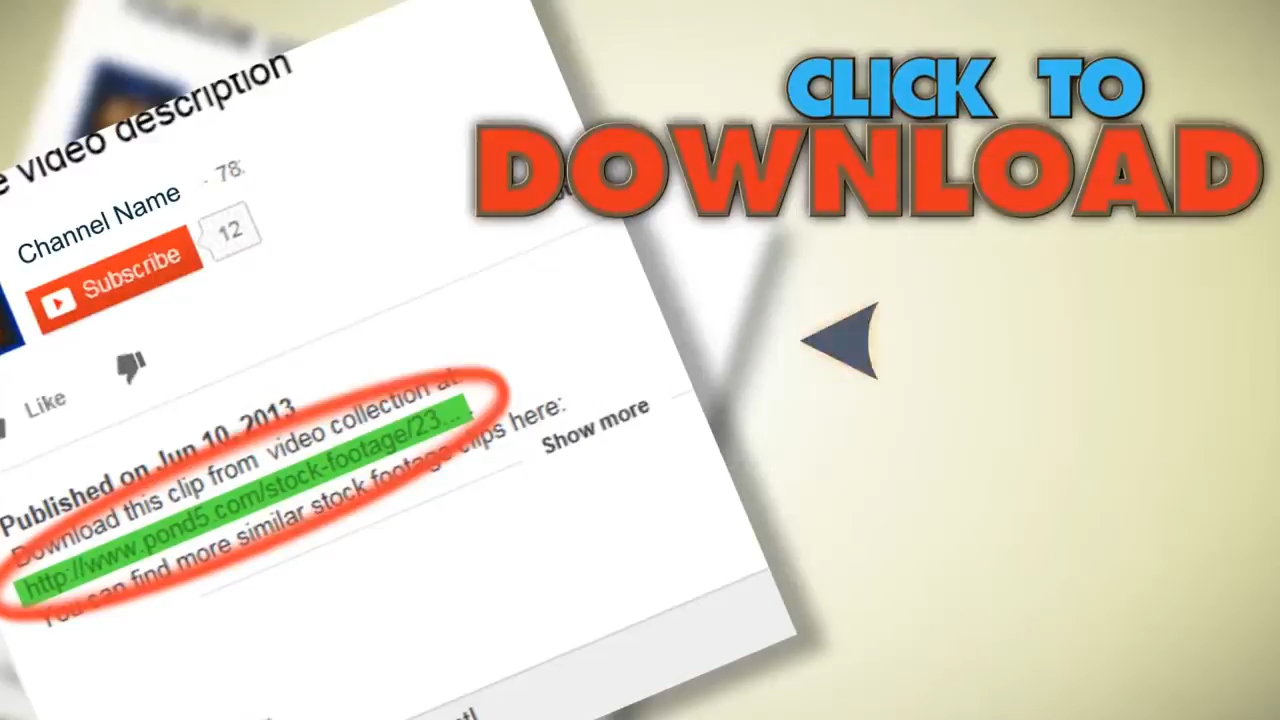 CLICK TO
DOWNLOAD
e video description
Channel Name
Subscribe
12
Like
Published on Jun 10, 2013
Download this clip from video collection at
http://www.pond5.com/stock-footage/23...
You can find more similar stock footage clips here:
Show more